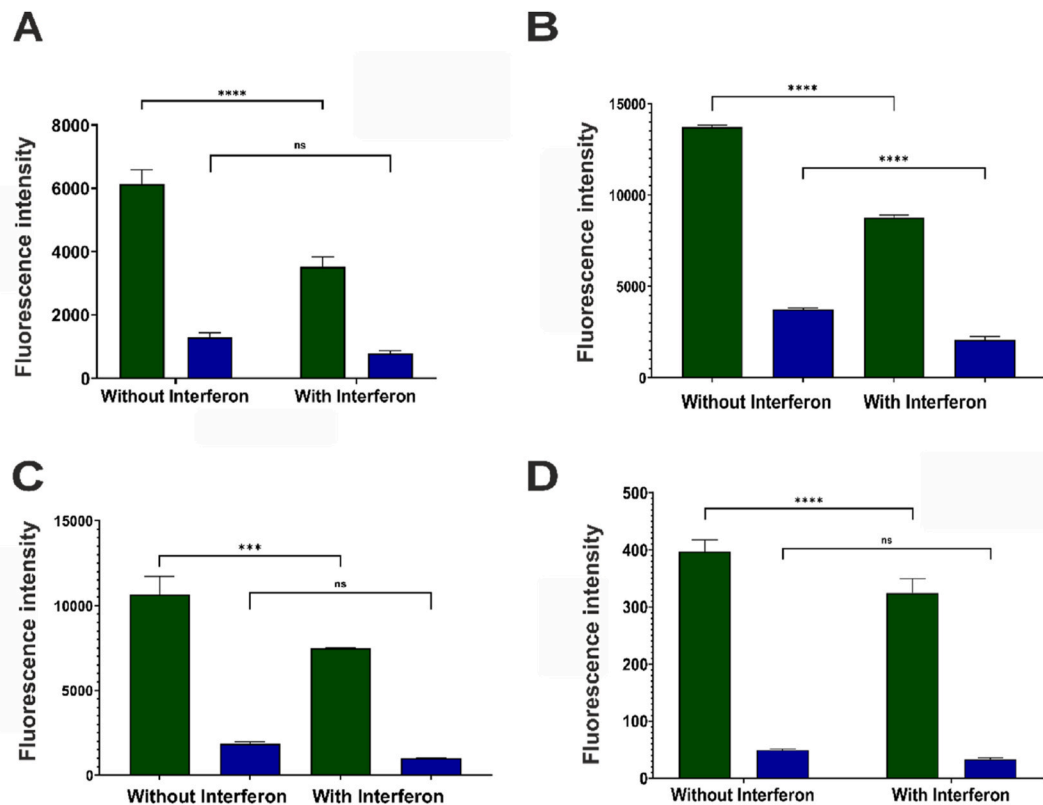 A
Fluorescence intensity
8000
6000
4000
2000
0
****
ns
Without Interferon
With Interferon
B
Fluorescence intensity
15000
10000
5000
0
****
****
Without Interferon
With Interferon
C
Fluorescence intensity
15000
10000
5000
0
***
ns
Without Interferon
With Interferon
D
Fluorescence intensity
500
400
300
200
100
0
****
ns
Without Interferon
With Interferon